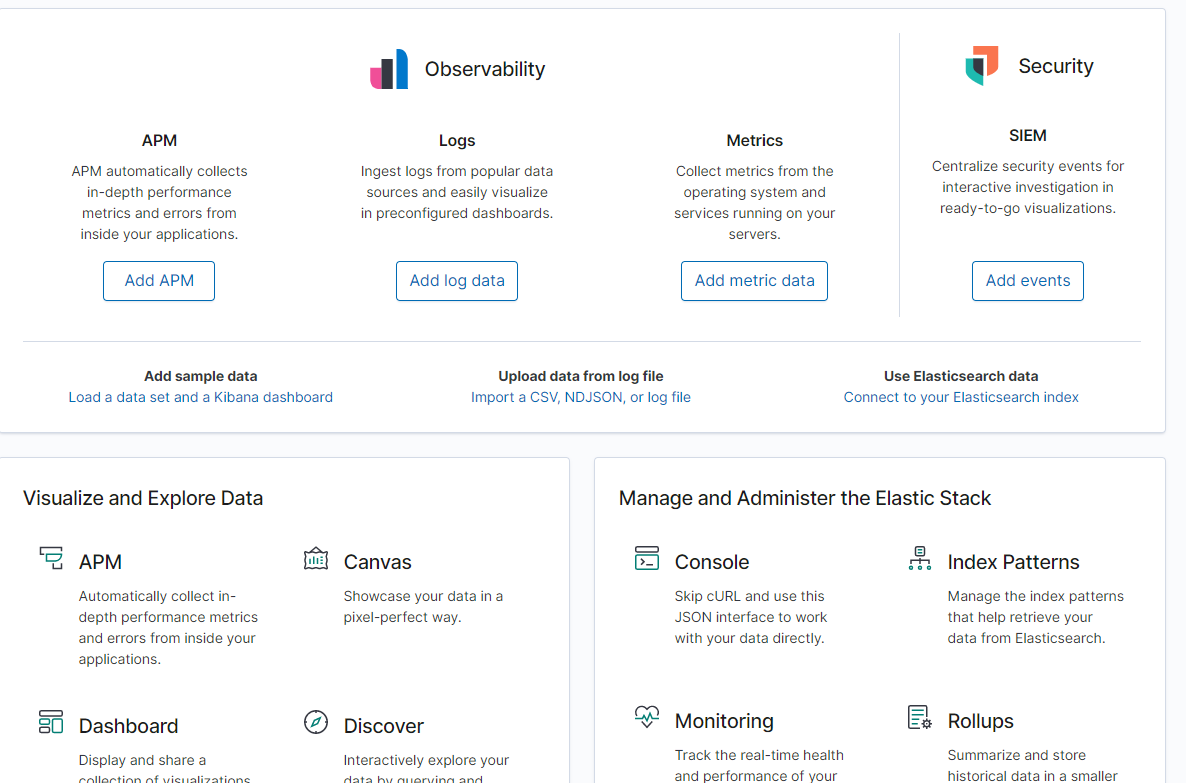 Observability
Security
APM
APM automatically collects
in-depth performance
metrics and errors from
inside your applications.
Add APM
Logs
Ingest logs from popular data
sources and easily visualize
in preconfigured dashboards.
Add log data
Metrics
Collect metrics from the
operating system and
services running on your
servers.
Add metric data
SIEM
Centralize security events for
interactive investigation in
ready-to-go visualizations.
Add events
Add sample data
Load a data set and a Kibana dashboard
Upload data from log file
Import a CSV, NDJSON, or log file
Use Elasticsearch data
Connect to your Elasticsearch index
Visualize and Explore Data
APM
Automatically collect in-
depth performance metrics
and errors from inside your
applications.
Canvas
Showcase your data in a
pixel-perfect way.
Dashboard
Display and share a
collection of visualizations
Discover
Interactively explore your
data by querying and
Manage and Administer the Elastic Stack
Console
Skip cURL and use this
JSON interface to work
with your data directly.
Index Patterns
Manage the index patterns
that help retrieve your
data from Elasticsearch.
Monitoring
Track the real-time health
and performance of your
Rollups
Summarize and store
historical data in a smaller